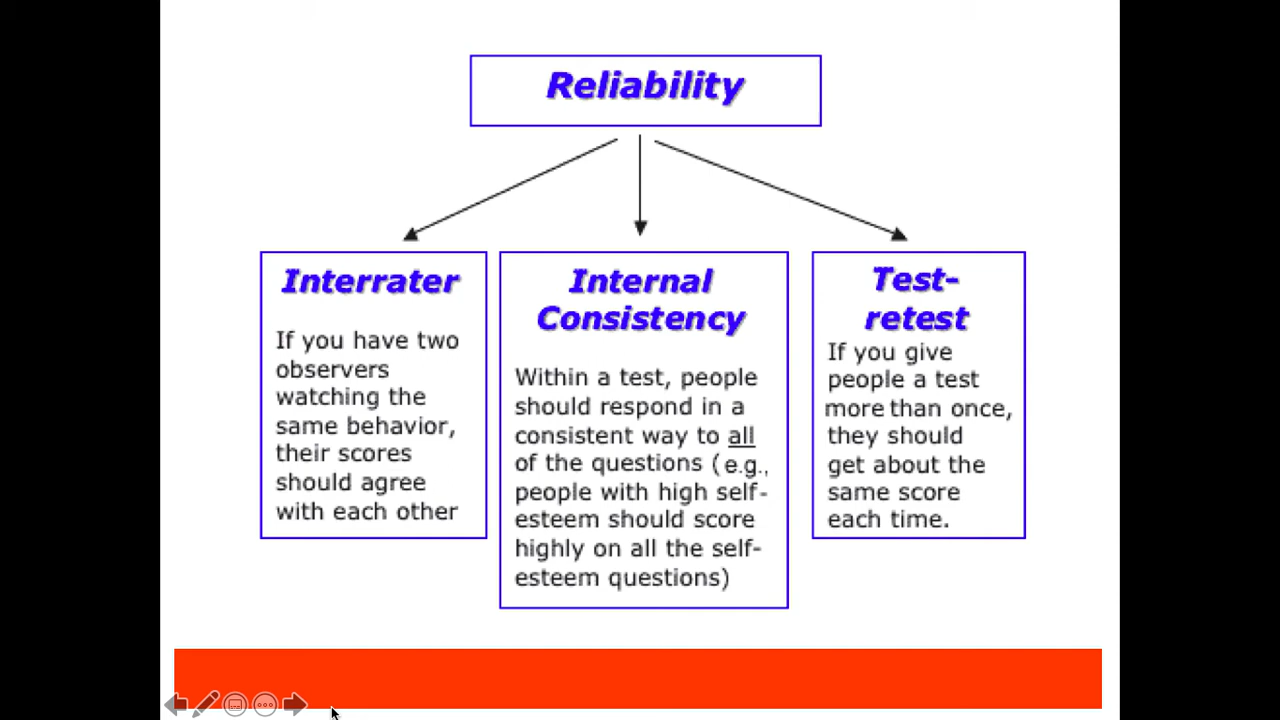 Reliability
Interrater
If you have two
observers
watching the
same behavior,
their scores
should agree
with each other
Internal
Consistency
Within a test, people
should respond in a
consistent way to all
of the questions (e.g.,
people with high self-
esteem should score
highly on all the self-
esteem questions)
Test-
retest
If you give
people a test
more than once,
they should
get about the
same score
each time.